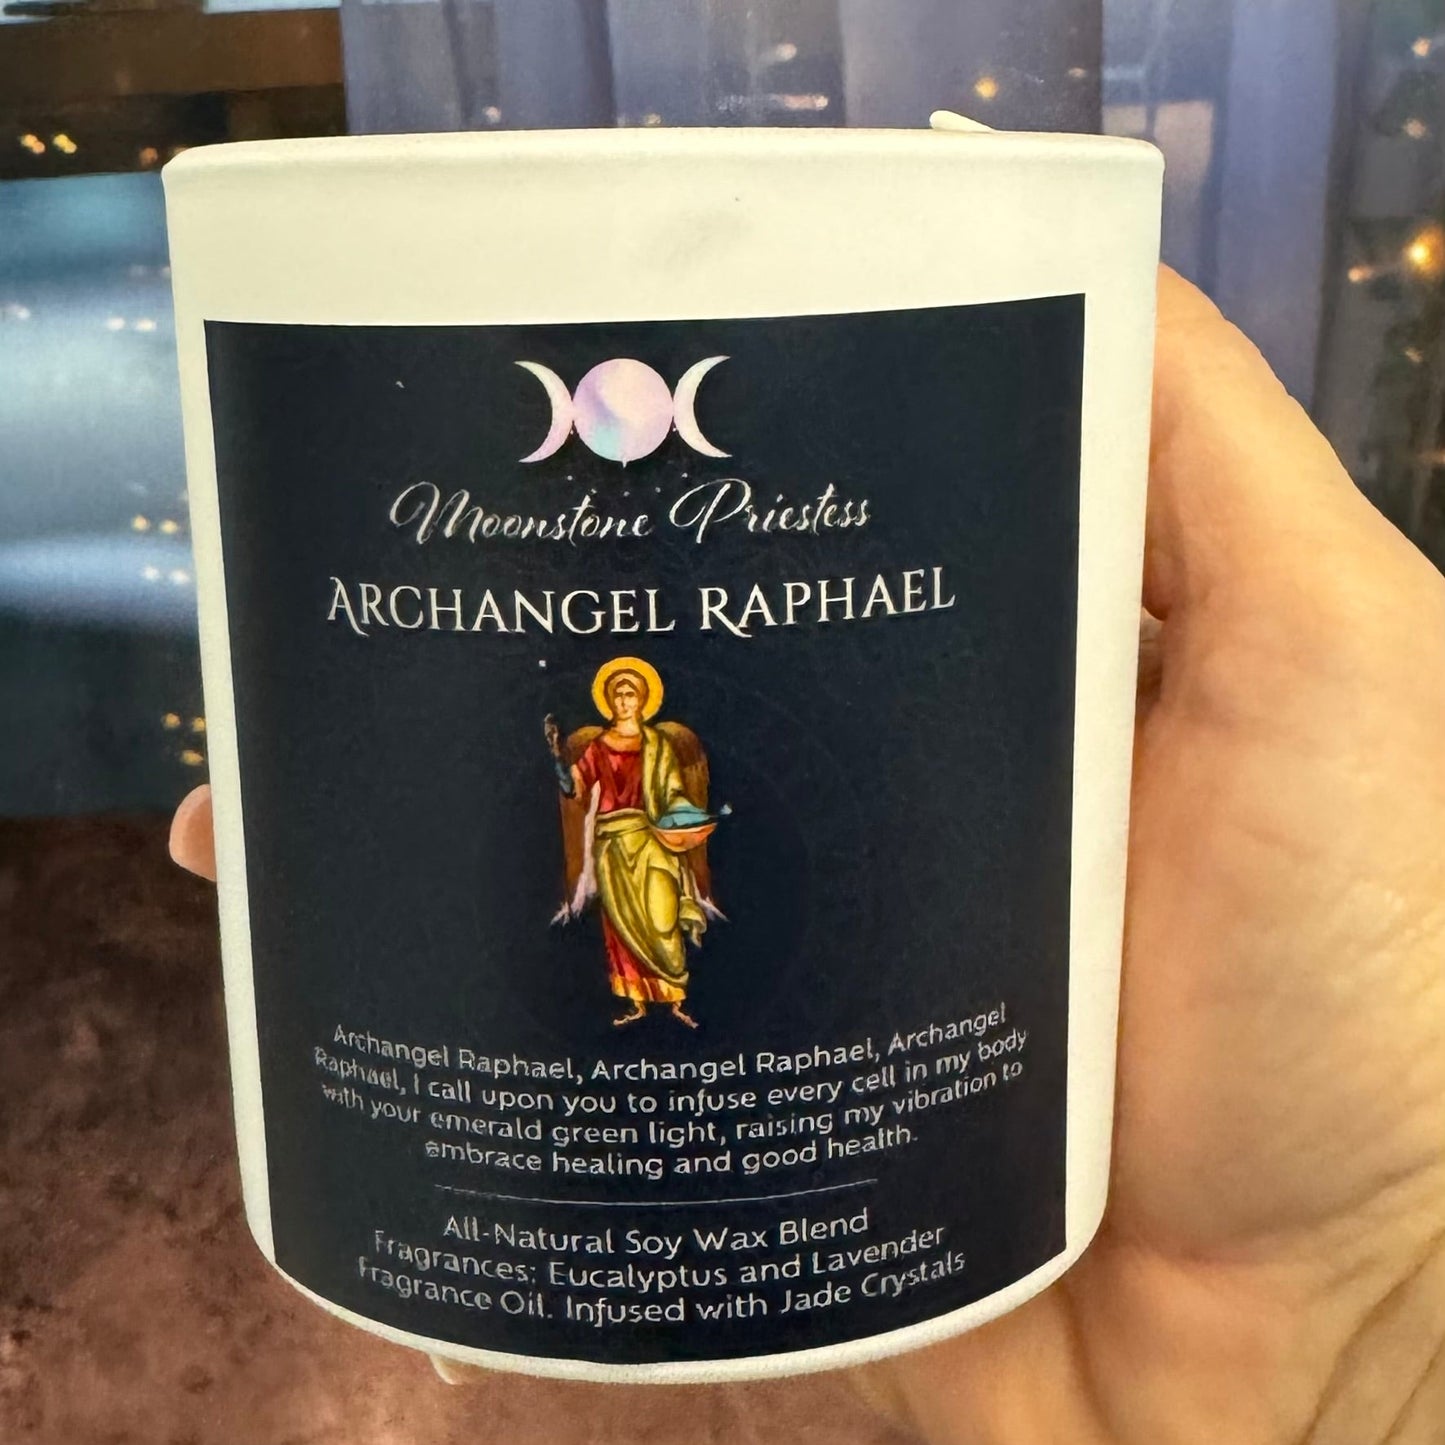 Moonstone Priestess
ARCHANGEL RAPHAEL
Archangel Raphael, Archangel Raphael, Archangel
Raphael, I call upon you to infuse every cell in my body
with your emerald green light, raising my vibration to
embrace healing and good health.
All-Natural Soy Wax Blend
Fragrances: Eucalyptus and Lavender
Fragrance Oil. Infused with Jade Crystals